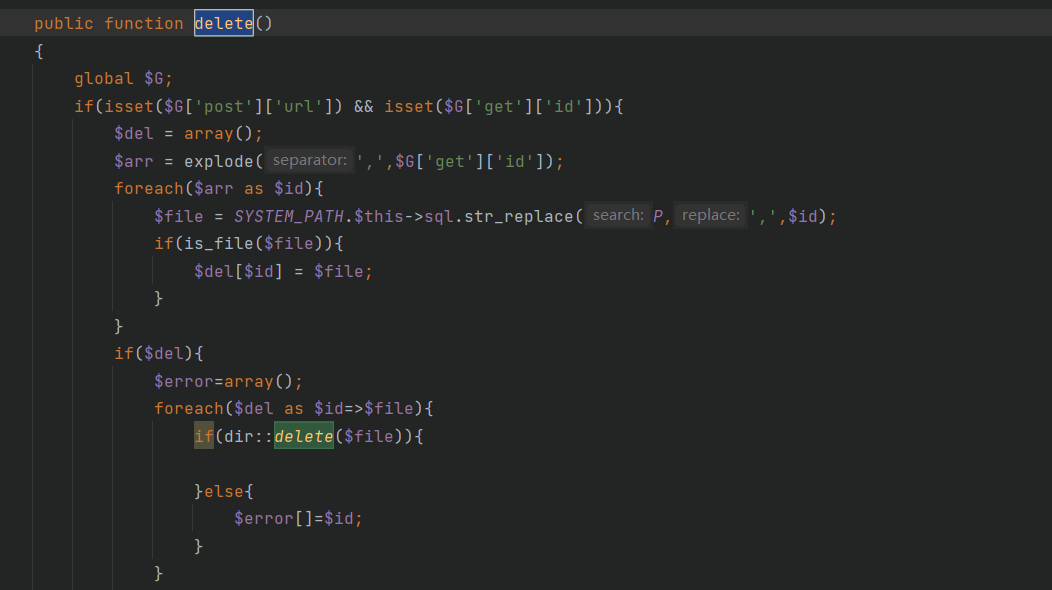 public function delete()
{
global $G;
if(isset($G['post']['url']) && isset($G['get']['id'])){
$del = array();
$arr = explode( separator: ',',$G['get']['id']);
foreach($arr as $id){
$file = SYSTEM_PATH.$this->sql.str_replace( search: P, replace: ',',$id);
if(is_file($file)){
$del[$id] = $file;
}
}
if($del){
$error=array();
foreach($del as $id=>$file){
if(dir::delete($file)){
}else{
$error[]=$id;
}
}